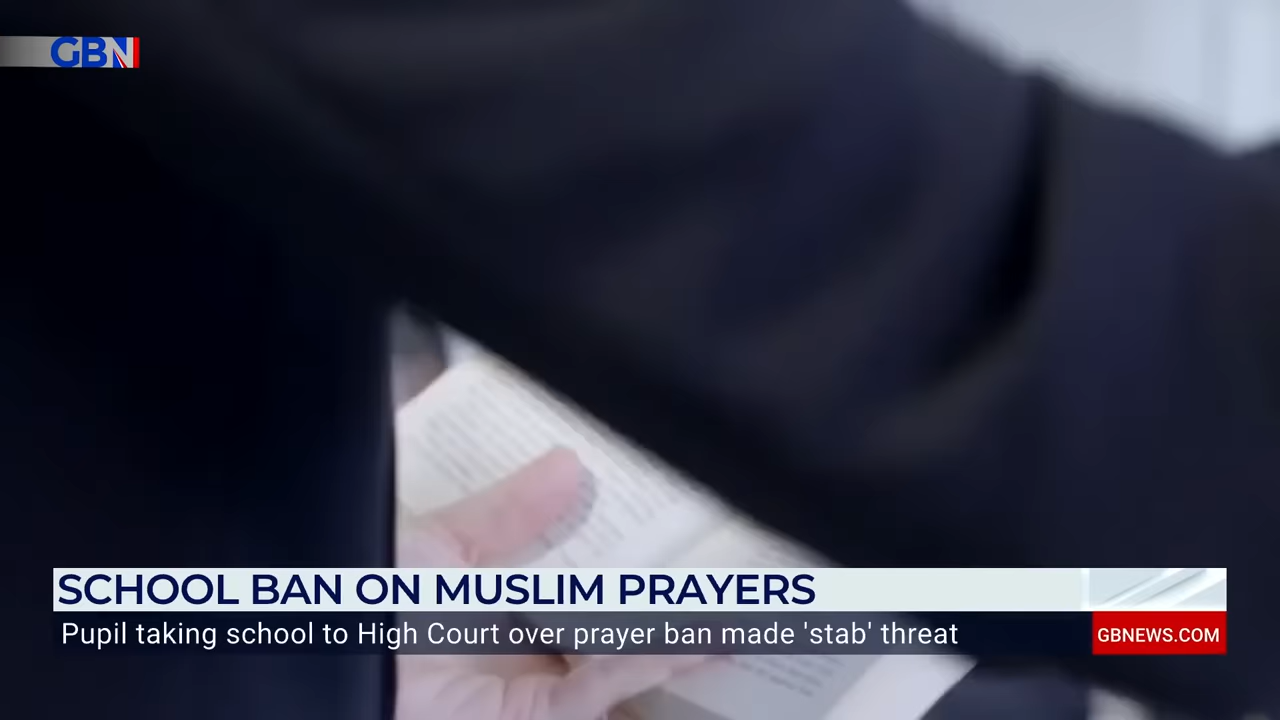 GBN
SCHOOL BAN ON MUSLIM PRAYERS
Pupil taking school to High Court over prayer ban made 'stab' threat
GBNEWS.COM